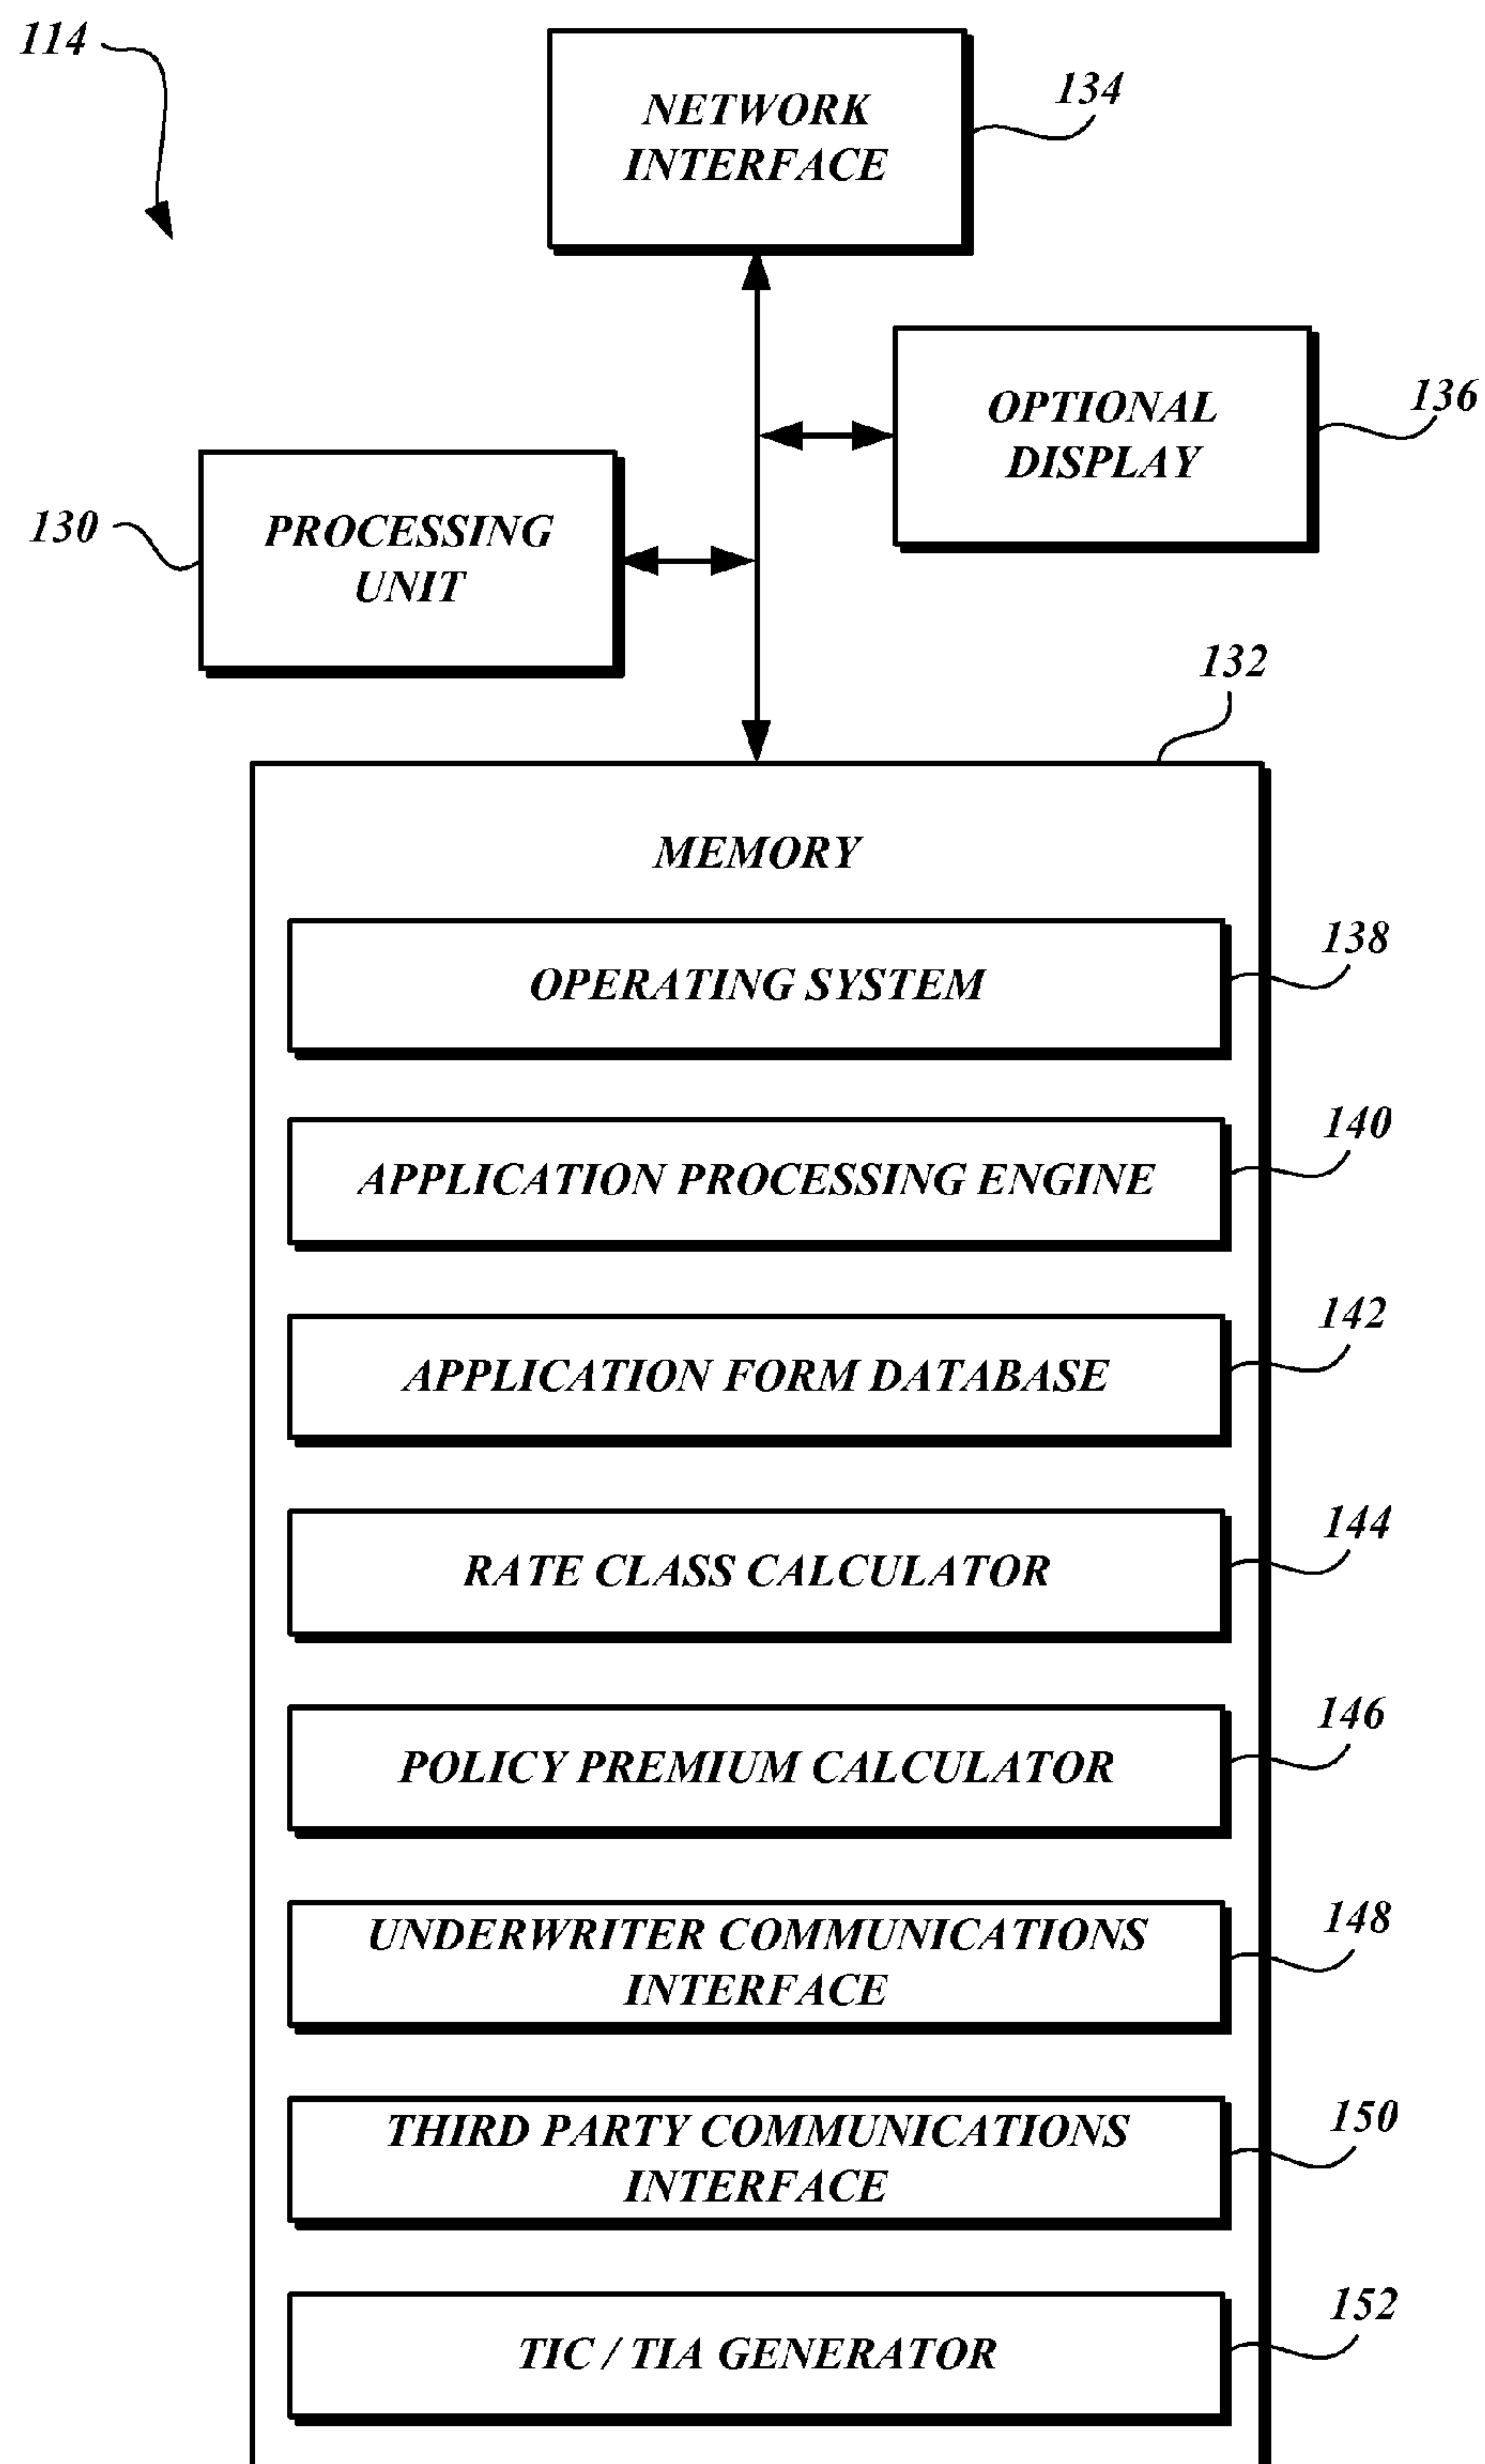 114
NETWORK
INTERFACE
134
OPTIONAL
DISPLAY
136
130
PROCESSING
UNIT
132
MEMORY
OPERATING SYSTEM
138
APPLICATION PROCESSING ENGINE
140
APPLICATION FORM DATABASE
142
RATE CLASS CALCULATOR
144
POLICY PREMIUM CALCULATOR
146
UNDERWRITER COMMUNICATIONS
INTERFACE
148
THIRD PARTY COMMUNICATIONS
INTERFACE
150
TIC / TIA GENERATOR
152